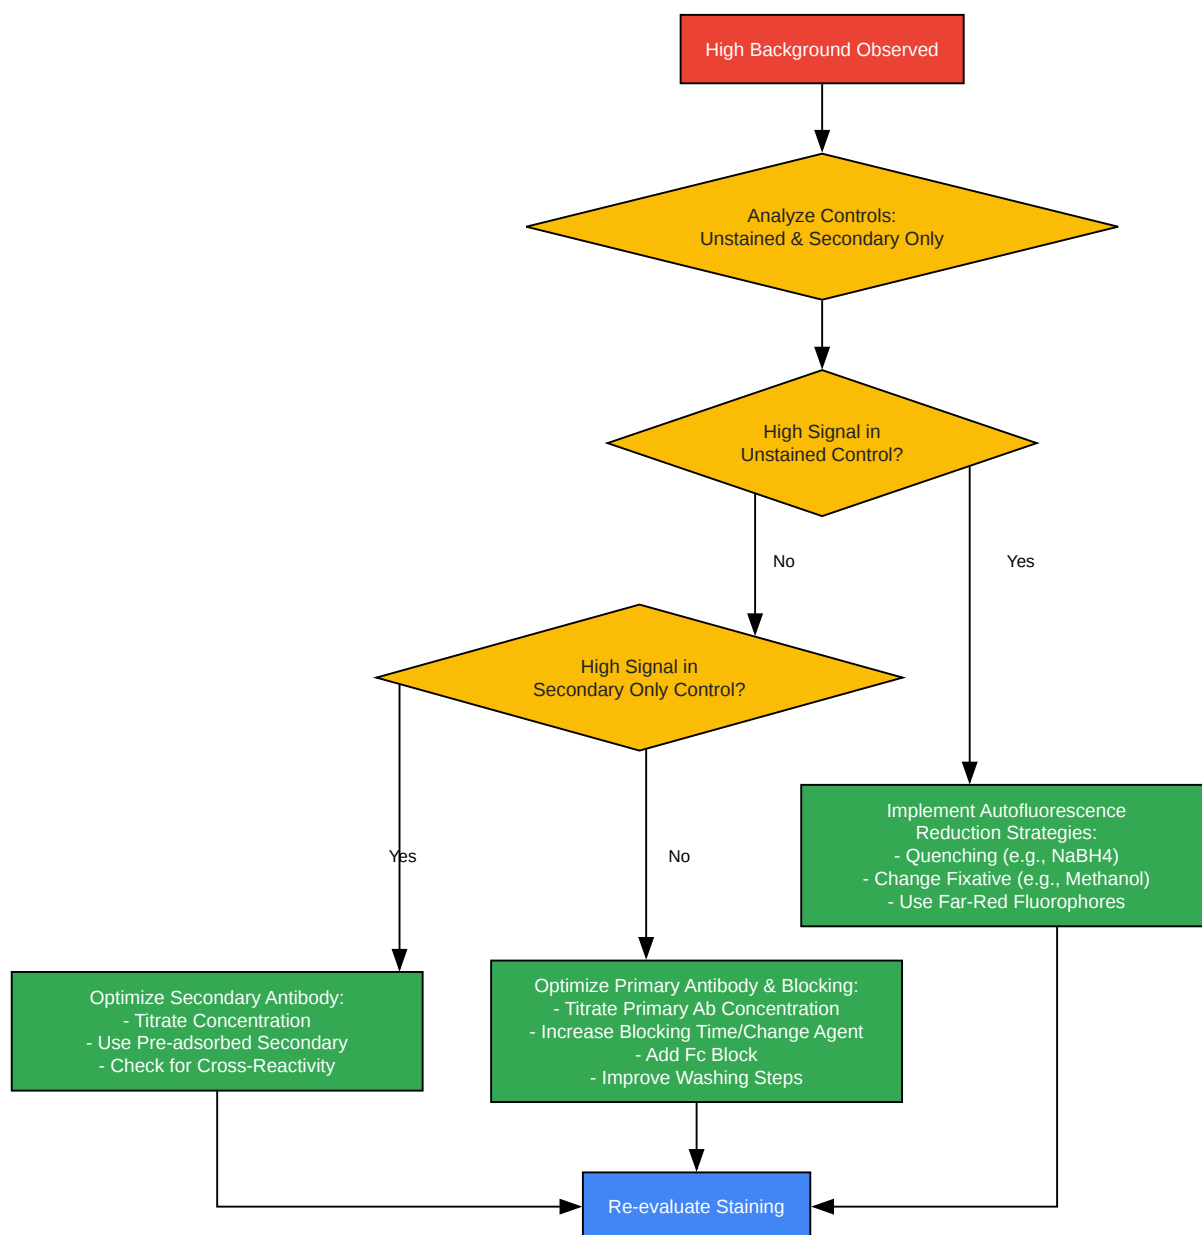 High Background Observed
Analyze Controls:
Unstained & Secondary Only
High Signal in
Unstained Control?
No
Yes
High Signal in
Secondary Only Control?
Implement Autofluorescence
Reduction Strategies:
- Quenching (e.g., NaBH4)
- Change Fixative (e.g., Methanol)
- Use Far-Red Fluorophores
Yes
No
Optimize Secondary Antibody:
- Titrate Concentration
- Use Pre-adsorbed Secondary
- Check for Cross-Reactivity
Optimize Primary Antibody & Blocking:
- Titrate Primary Ab Concentration
- Increase Blocking Time/Change Agent
- Add Fc Block
- Improve Washing Steps
Re-evaluate Staining